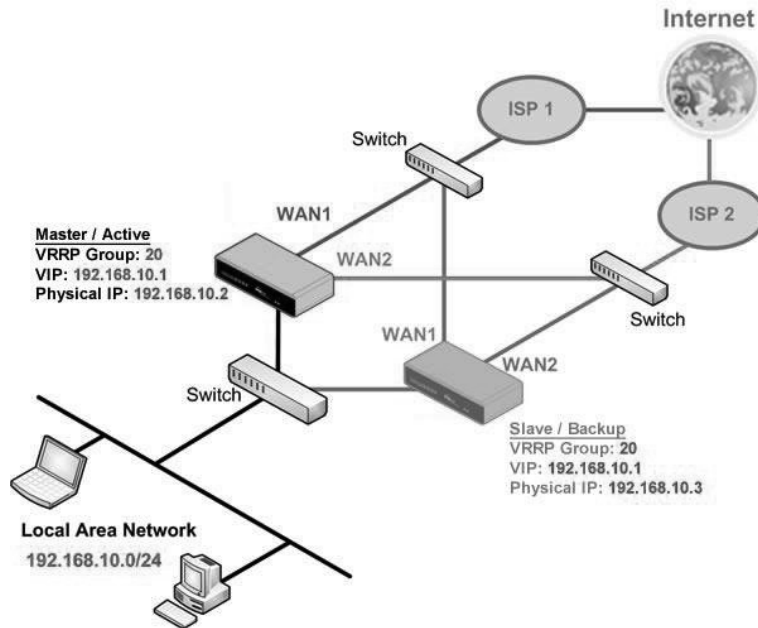 Internet
ISP 1
Switch
WAN1
ISP 2
Master / Active
VRRP Group: 20
VIP: 192.168.10.1
Physical IP: 192.168.10.2
WAN2
Switch
WAN1
WAN2
Switch
Slave / Backup
VRRP Group: 20
VIP: 192.168.10.1
Physical IP: 192.168.10.3
Local Area Network
192.168.10.0/24